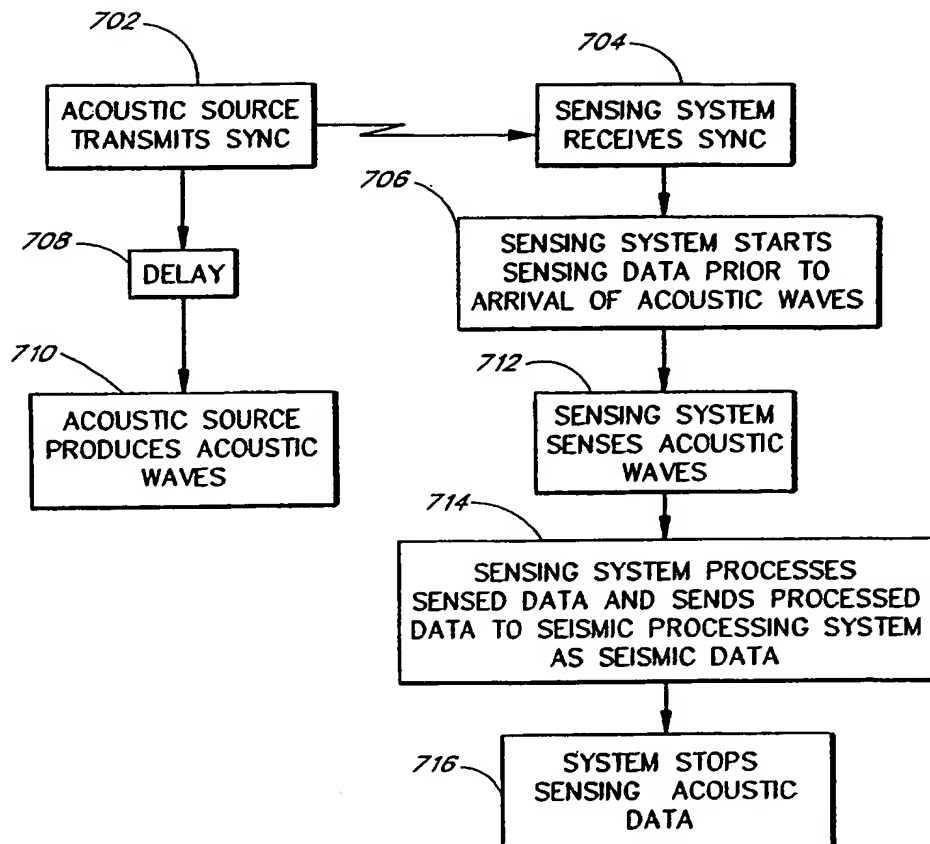 702
ACOUSTIC SOURCE
TRANSMITS SYNC
704
SENSING SYSTEM
RECEIVES SYNC
706
SENSING SYSTEM STARTS
SENSING DATA PRIOR TO
ARRIVAL OF ACOUSTIC WAVES
708
DELAY
710
ACOUSTIC SOURCE
PRODUCES ACOUSTIC
WAVES
712
SENSING SYSTEM
SENSES ACOUSTIC
WAVES
714
SENSING SYSTEM PROCESSES
SENSED DATA AND SENDS PROCESSED
DATA TO SEISMIC PROCESSING SYSTEM
AS SEISMIC DATA
716
SYSTEM STOPS
SENSING ACOUSTIC
DATA